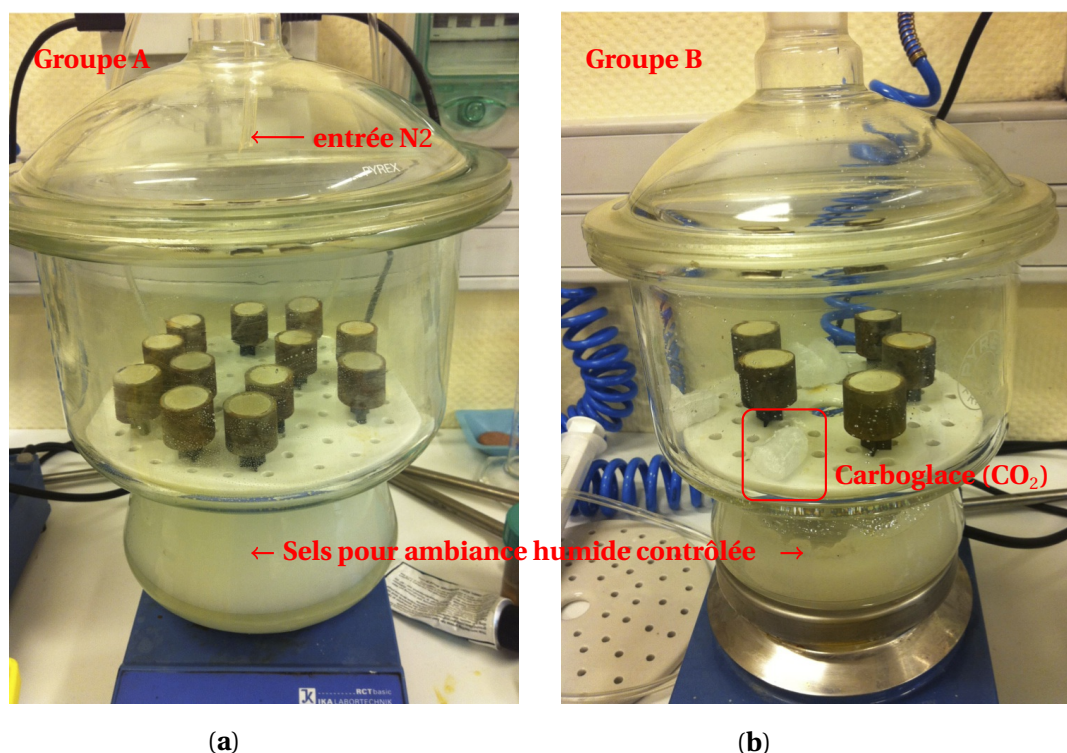 Groupe A
entrée N2
PYREX
RCT basic
IKA LABORTECHNIK
(a)
Groupe B
Carboglace (CO₂)
← Sels pour ambiance humide contrôlée →
(b)